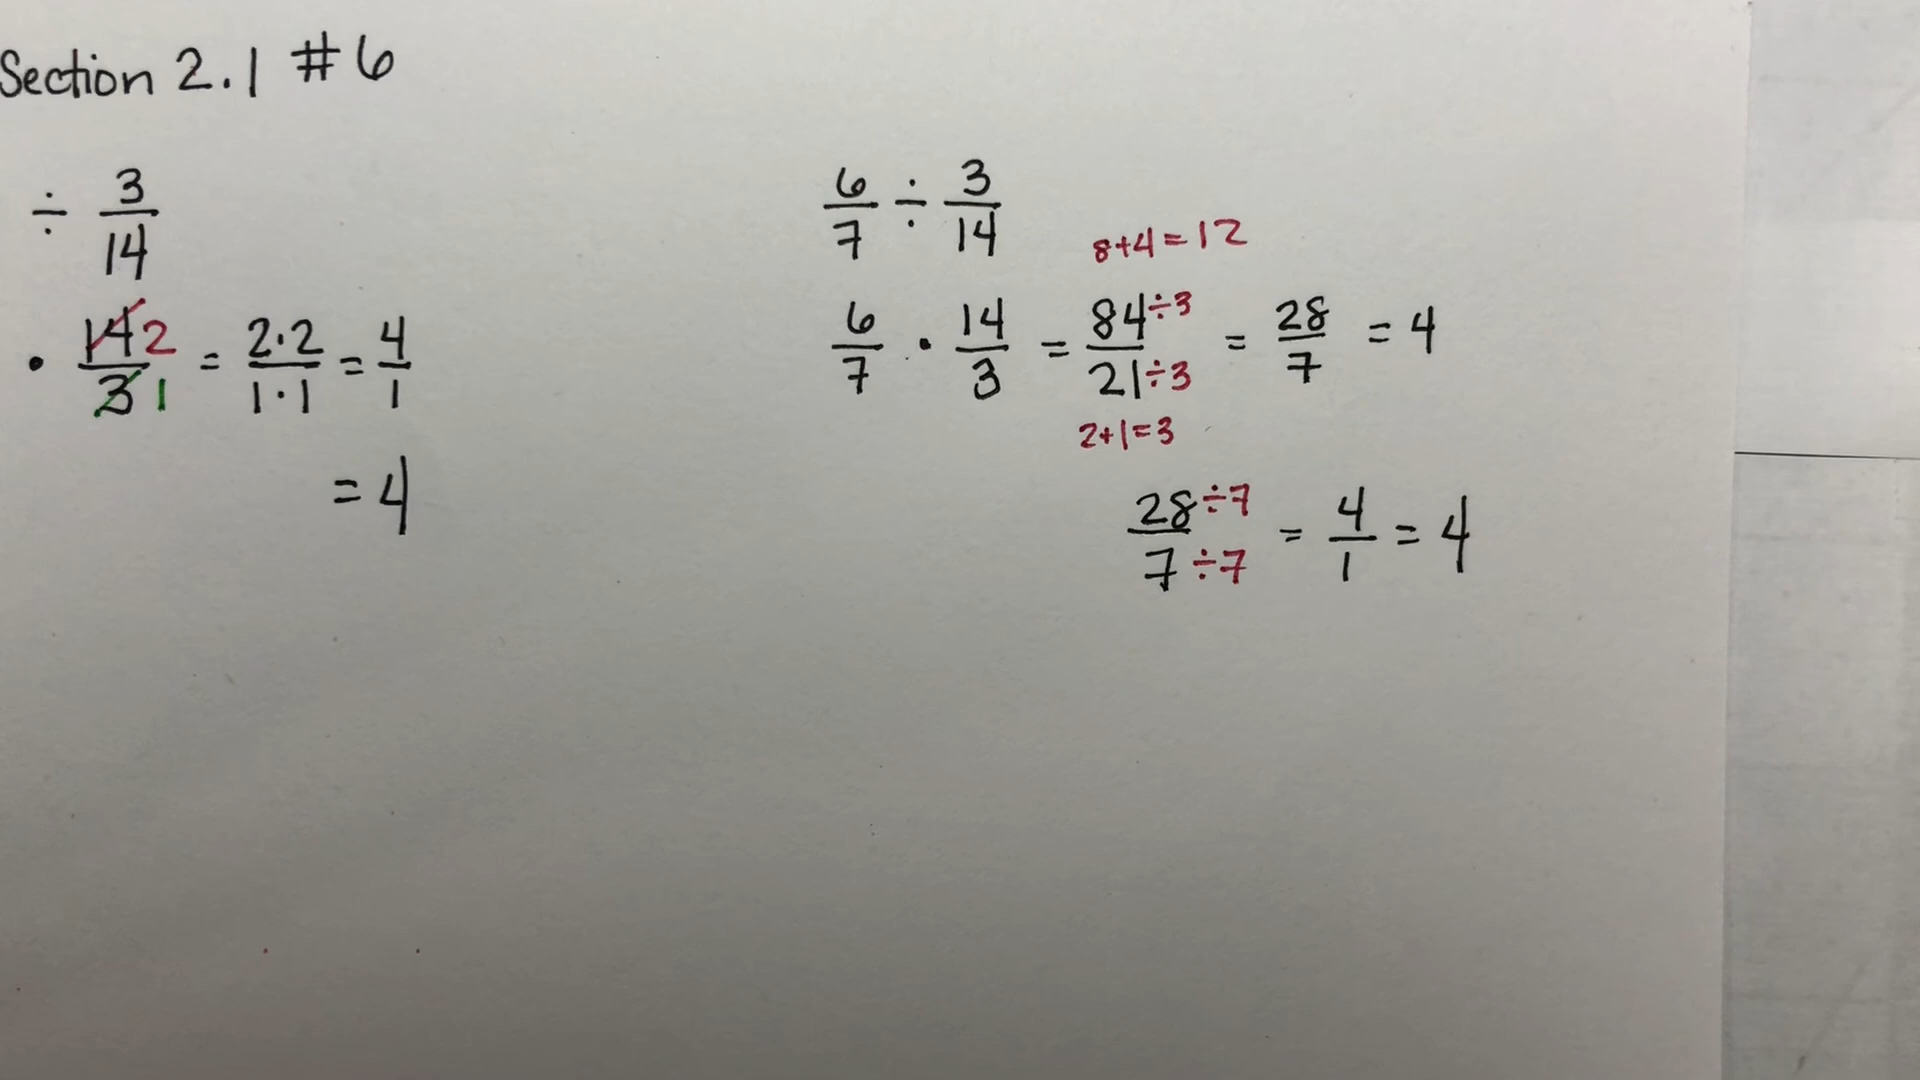 Section 2.1 #6
÷ 3/14
· 14 2/3 1 = 2·2/1·1 = 4/1
= 4
6/7 ÷ 3/14
8+4=12
6/7 · 14/3 = 84÷3/21÷3 = 28/7 = 4
2+1=3
28÷7/7÷7 = 4/1 = 4